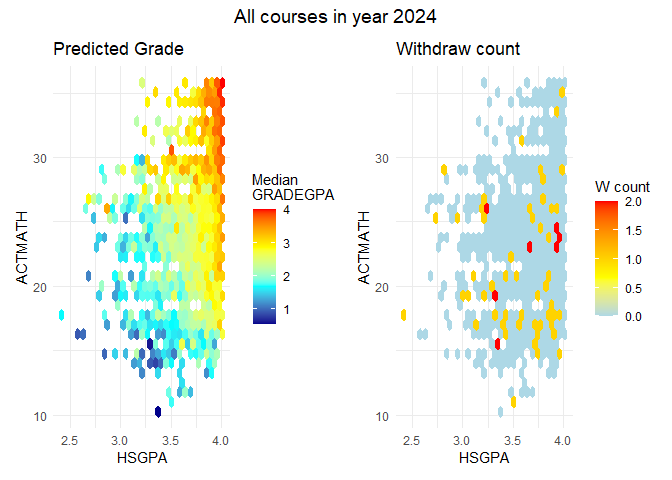 All courses in year 2024
Predicted Grade
Withdraw count
ACTMATH
30
20
10
2.5 3.0 3.5 4.0
HSGPA
Median
GRADEGPA
4
3
2
1
ACTMATH
30
20
10
2.5 3.0 3.5 4.0
HSGPA
W count
2.0
1.5
1.0
0.5
0.0